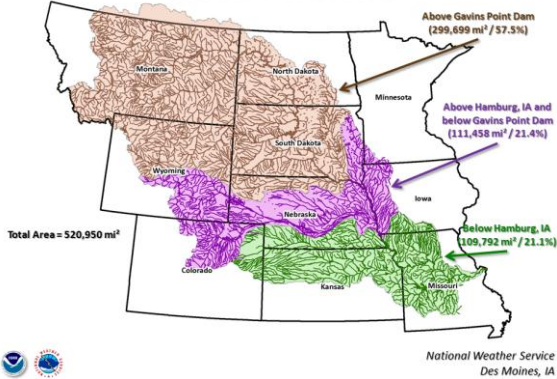 Above Gavins Point Dam
(299,699 mi² / 57.5%)
Montana
North Dakota
Minnesota
Above Hamburg, IA and
below Gavins Point Dam
(111,458 mi² / 21.4%)
South Dakota
Wyoming
Iowa
Nebraska
Total Area = 520,950 mi²
Below Hamburg, IA
(109,792 mi² / 21.1%)
Colorado
Kansas
Missouri
National Weather Service
Des Moines, IA